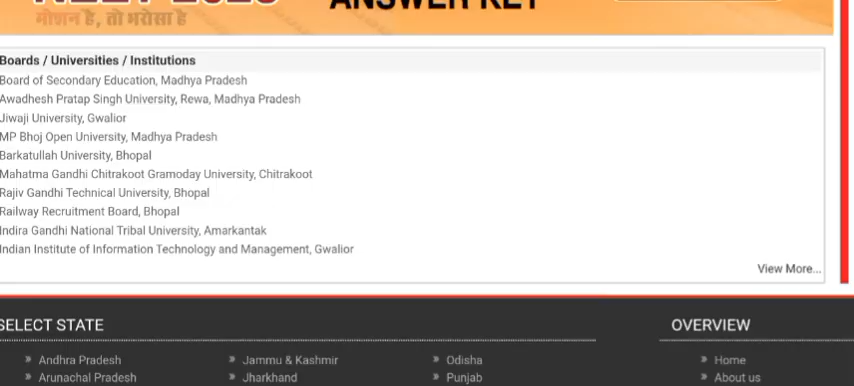 ANSWER KEY
मोशन है, तो भरोसा है
Boards / Universities / Institutions
Board of Secondary Education, Madhya Pradesh
Awadhesh Pratap Singh University, Rewa, Madhya Pradesh
Jiwaji University, Gwalior
MP Bhoj Open University, Madhya Pradesh
Barkatullah University, Bhopal
Mahatma Gandhi Chitrakoot Gramoday University, Chitrakoot
Rajiv Gandhi Technical University, Bhopal
Railway Recruitment Board, Bhopal
Indira Gandhi National Tribal University, Amarkantak
Indian Institute of Information Technology and Management, Gwalior
View More...
SELECT STATE
OVERVIEW
» Andhra Pradesh
» Jammu & Kashmir
» Odisha
» Home
» Arunachal Pradesh
» Jharkhand
» Punjab
» About us